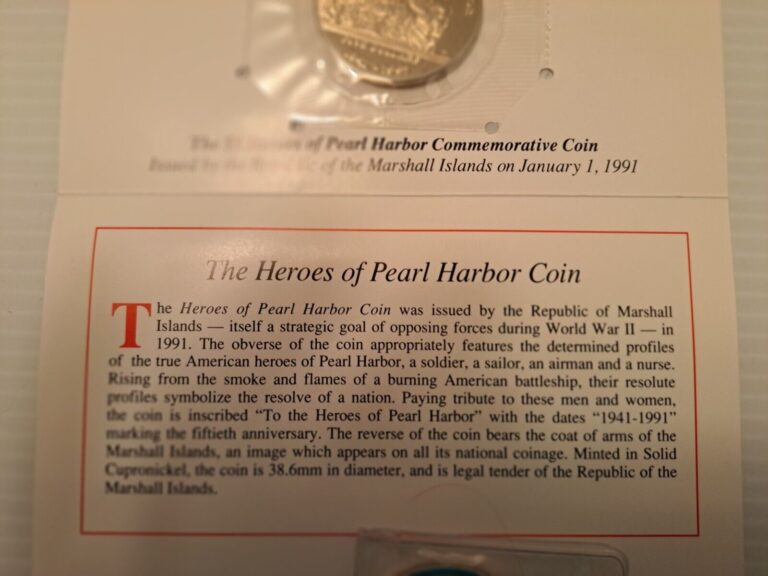 of Pearl Harbor Commemorative Coin
Issued by the Republic of the Marshall Islands on January 1, 1991
The Heroes of Pearl Harbor Coin
The Heroes of Pearl Harbor Coin was issued by the Republic of Marshall
Islands — itself a strategic goal of opposing forces during World War II — in
1991. The obverse of the coin appropriately features the determined profiles
of the true American heroes of Pearl Harbor, a soldier, a sailor, an airman and a nurse.
Rising from the smoke and flames of a burning American battleship, their resolute
profiles symbolize the resolve of a nation. Paying tribute to these men and women,
the coin is inscribed “To the Heroes of Pearl Harbor” with the dates “1941-1991”
marking the fiftieth anniversary. The reverse of the coin bears the coat of arms of the
Marshall Islands, an image which appears on all its national coinage. Minted in Solid
Cupronickel, the coin is 38.6mm in diameter, and is legal tender of the Republic of the
Marshall Islands.